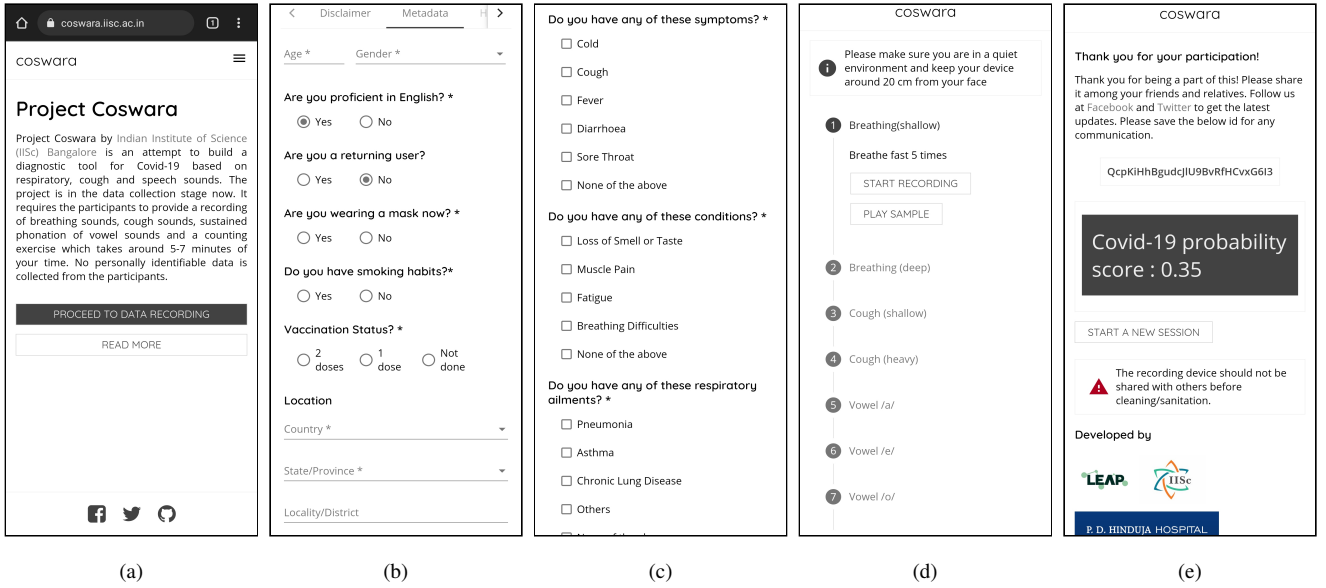 coswara.iisc.ac.in
1
coswara
Project Coswara
Project Coswara by Indian Institute of Science
(IISc) Bangalore is an attempt to build a
diagnostic tool for Covid-19 based on
respiratory, cough and speech sounds. The
project is in the data collection stage now. It
requires the participants to provide a recording
of breathing sounds, cough sounds, sustained
phonation of vowel sounds and a counting
exercise which takes around 5-7 minutes of
your time. No personally identifiable data is
collected from the participants.
PROCEED TO DATA RECORDING
READ MORE
(a)
Disclaimer Metadata H
Age * Gender *
Are you proficient in English? *
Yes No
Are you a returning user?
Yes No
Are you wearing a mask now? *
Yes No
Do you have smoking habits?*
Yes No
Vaccination Status? *
2 doses 1 dose Not done
Location
Country *
State/Province *
Locality/District
(b)
Do you have any of these symptoms? *
Cold
Cough
Fever
Diarrhoea
Sore Throat
None of the above
Do you have any of these conditions? *
Loss of Smell or Taste
Muscle Pain
Fatigue
Breathing Difficulties
None of the above
Do you have any of these respiratory
ailments? *
Pneumonia
Asthma
Chronic Lung Disease
Others
(c)
coswara
Please make sure you are in a quiet
environment and keep your device
around 20 cm from your face
1 Breathing(shallow)
Breathe fast 5 times
START RECORDING
PLAY SAMPLE
2 Breathing (deep)
3 Cough (shallow)
4 Cough (heavy)
5 Vowel /a/
6 Vowel /e/
7 Vowel /o/
(d)
coswara
Thank you for your participation!
Thank you for being a part of this! Please share
it among your friends and relatives. Follow us
at Facebook and Twitter to get the latest
updates. Please save the below id for any
communication.
QcpKiHhBgudcJlU9BvRfHCvxG6I3
Covid-19 probability
score : 0.35
START A NEW SESSION
The recording device should not be
shared with others before
cleaning/sanitation.
Developed by
LEAP
IISc
P. D. HINDUJA HOSPITAL
(e)